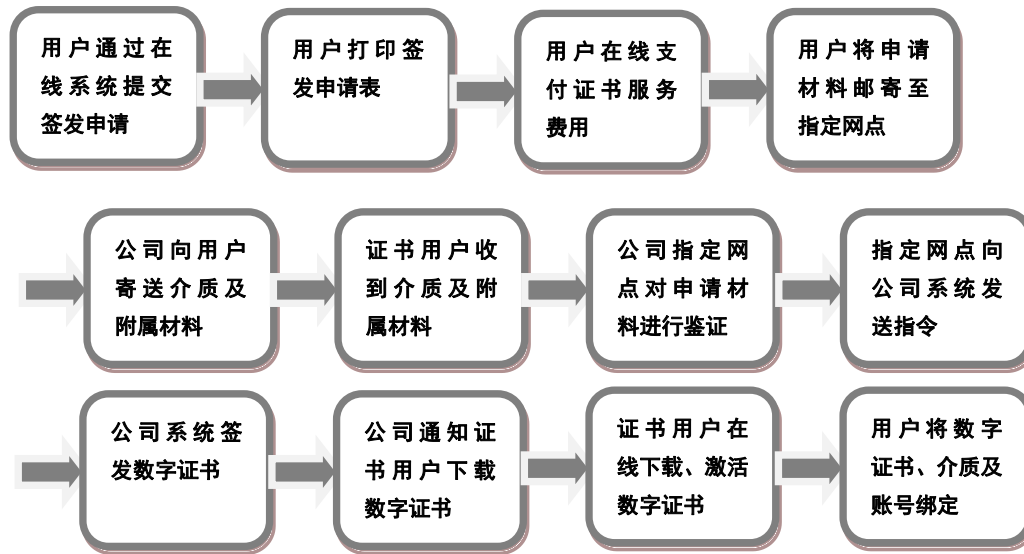 用户通过在
线系统提交
签发申请
用户打印签
发申请表
用户在线支
付证书服务
费用
用户将申请
材料邮寄至
指定网点
公司向用户
寄送介质及
附属材料
证书用户收
到介质及附
属材料
公司指定网
点对申请材
料进行鉴证
指定网点向
公司系统发
送指令
公司系统签
发数字证书
公司通知证
书用户下载
数字证书
证书用户在
线下载、激活
数字证书
用户将数字
证书、介质及
账号绑定